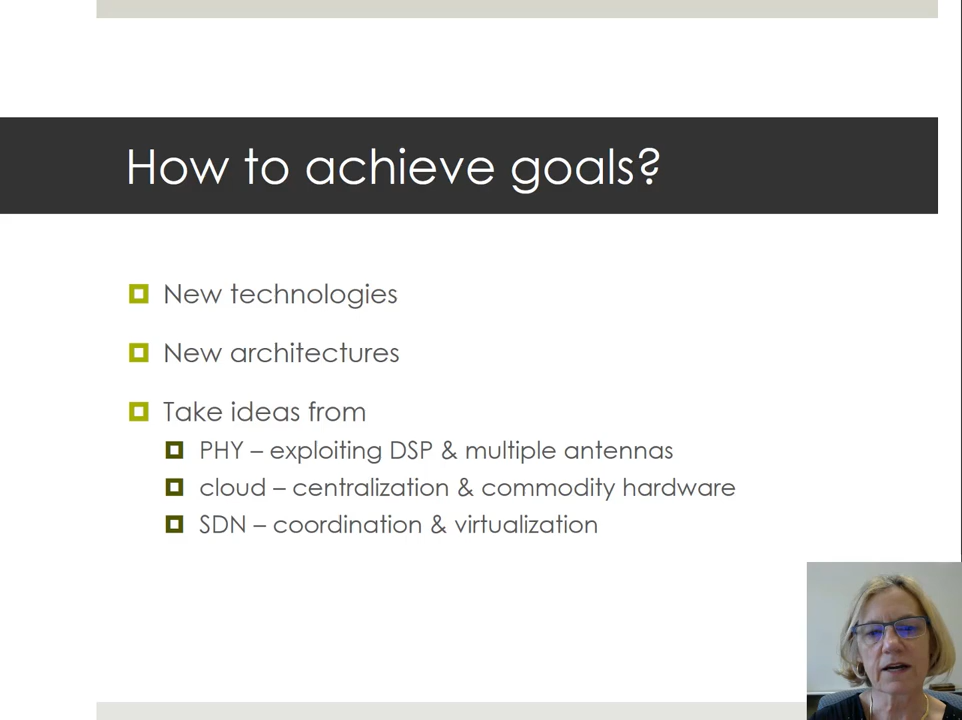 How to achieve goals?
New technologies
New architectures
Take ideas from
PHY – exploiting DSP & multiple antennas
cloud – centralization & commodity hardware
SDN – coordination & virtualization